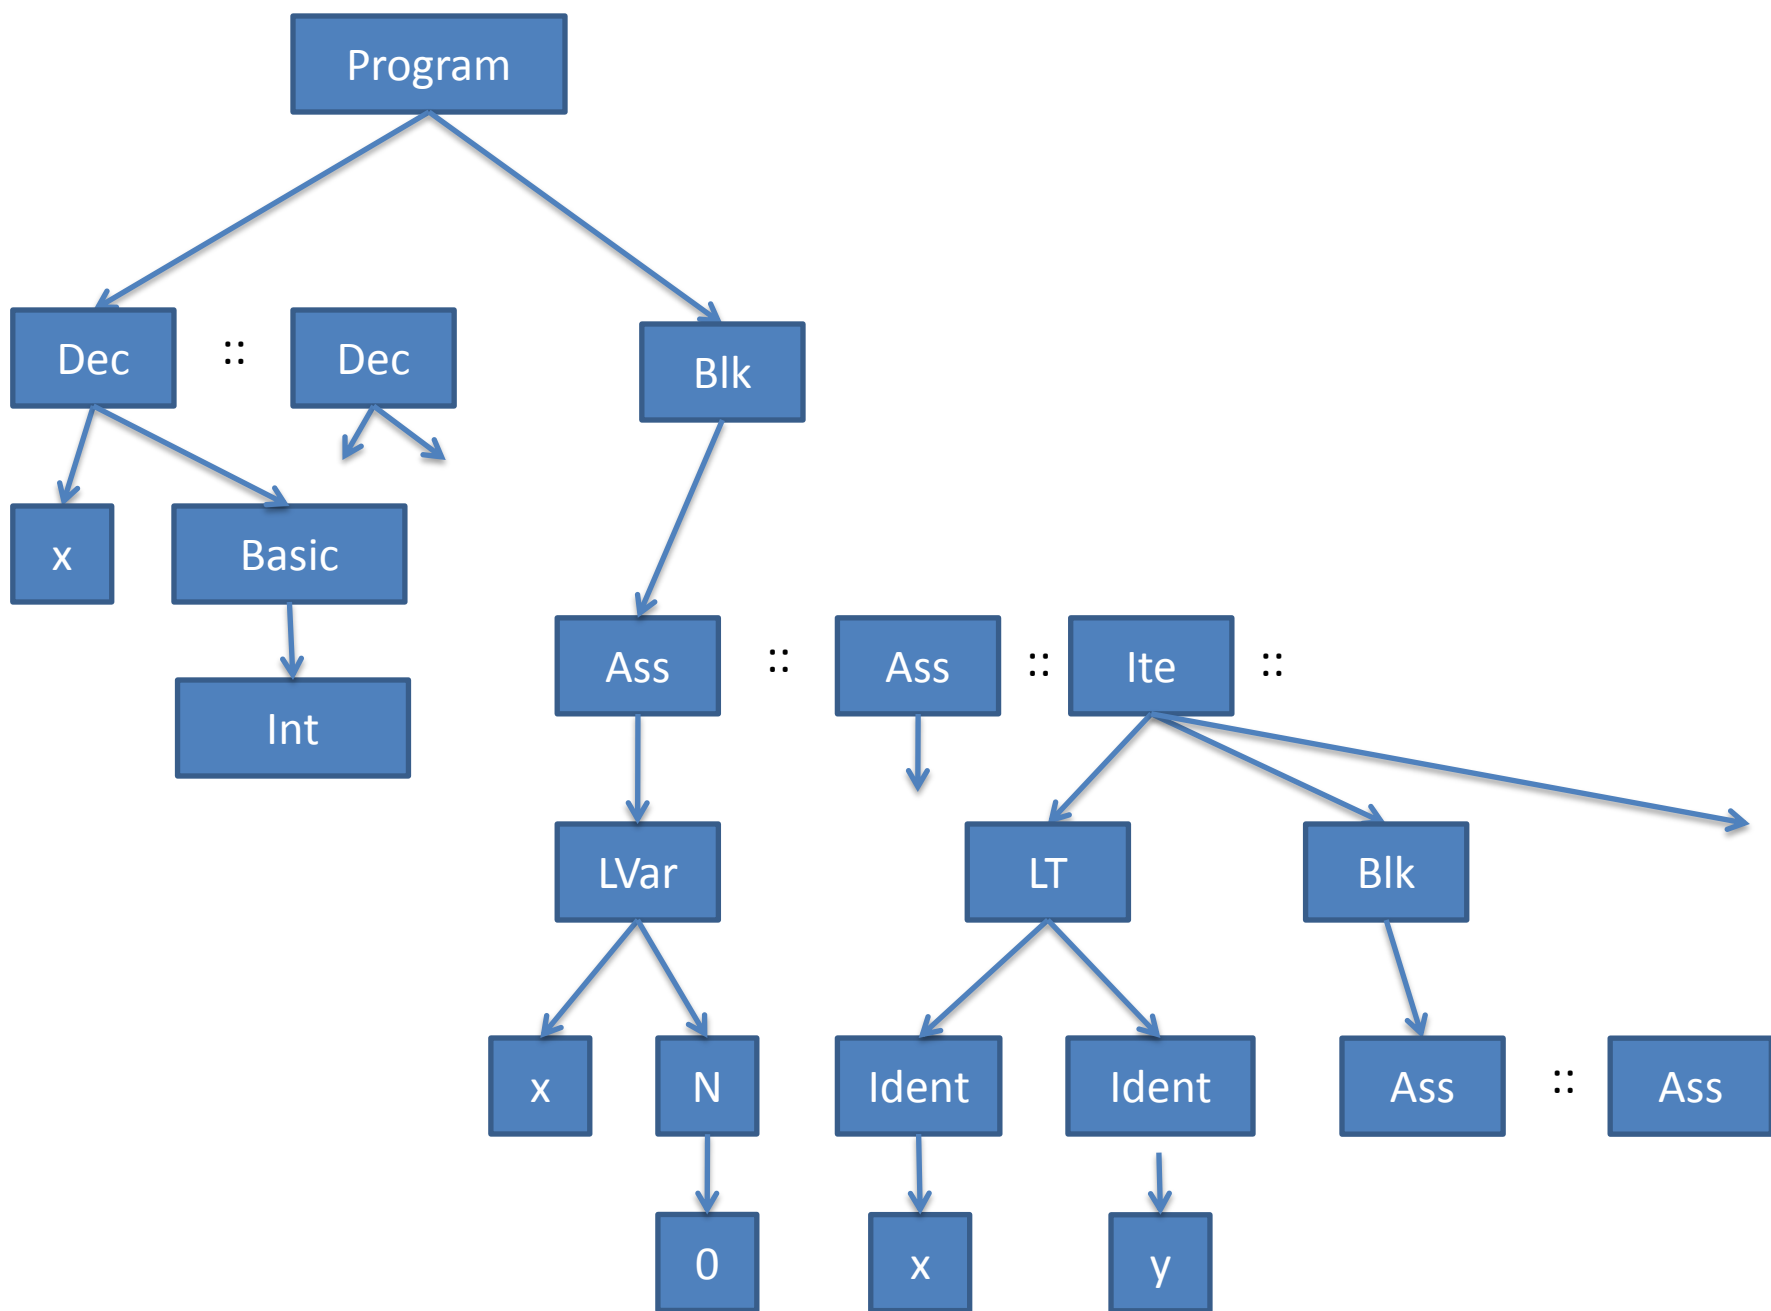 Program
Dec :: Dec
Blk
x Basic
Int
Ass :: Ass :: Ite ::
LVar LT Blk
x N Ident Ident Ass :: Ass
0 x y